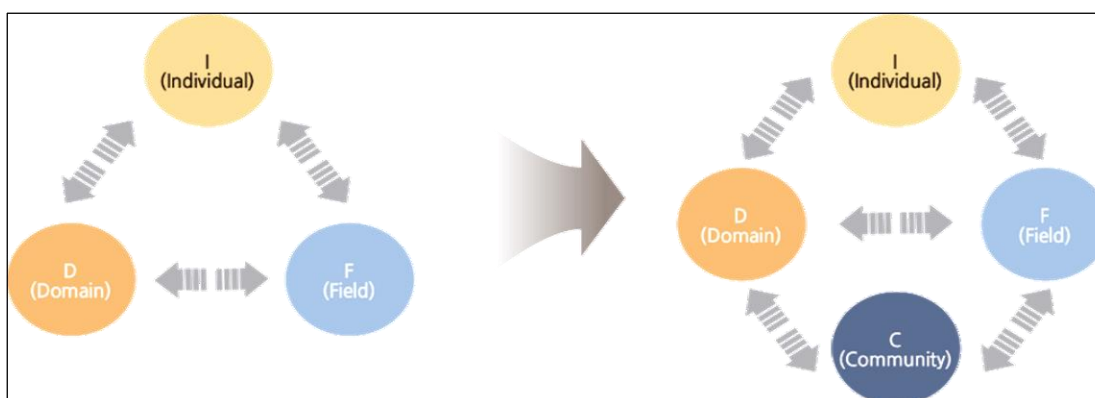 I
(Individual)
D
(Domain)
F
(Field)
I
(Individual)
D
(Domain)
F
(Field)
C
(Community)